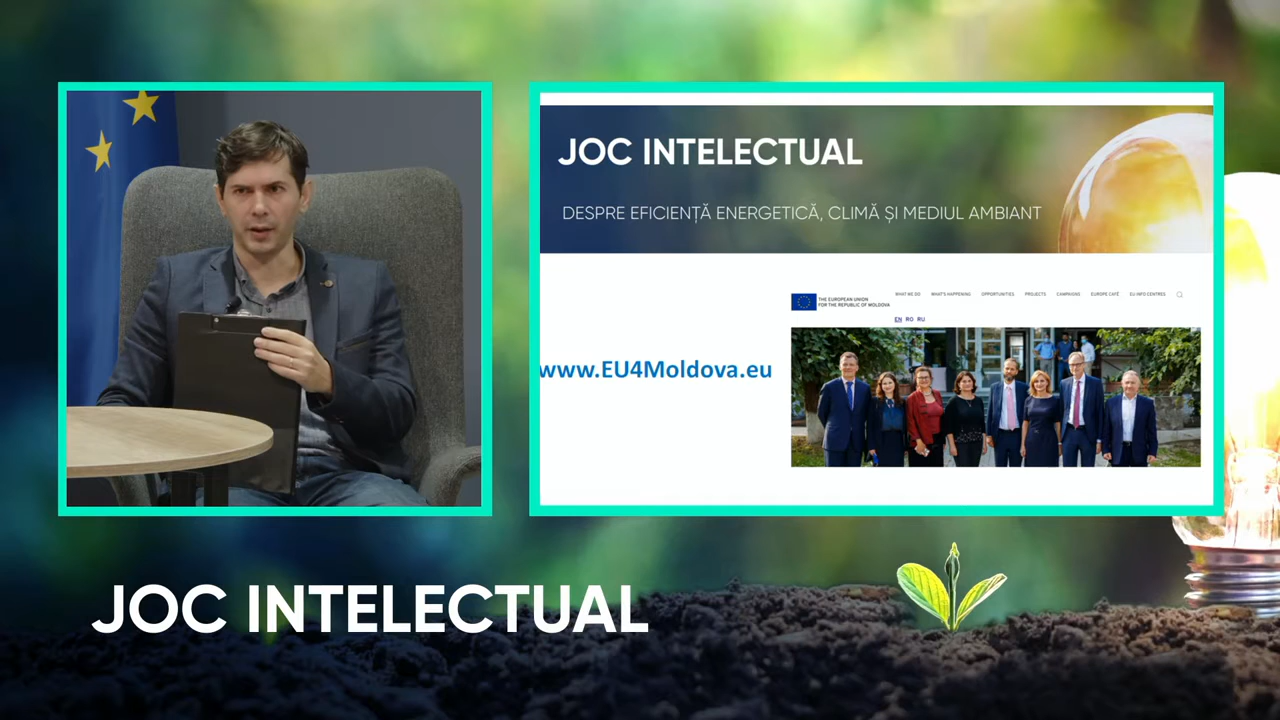 JOC INTELECTUAL
DESPRE EFICIENȚĂ ENERGETICĂ, CLIMĂ ȘI MEDIUL AMBIANT
THE EUROPEAN UNION
FOR THE REPUBLIC OF MOLDOVA
WHAT WE DO WHAT'S HAPPENING OPPORTUNITIES PROJECTS CAMPAIGNS EUROPE CAFÉ EU INFO CENTRES
EN RO RU
www.EU4Moldova.eu
JOC INTELECTUAL